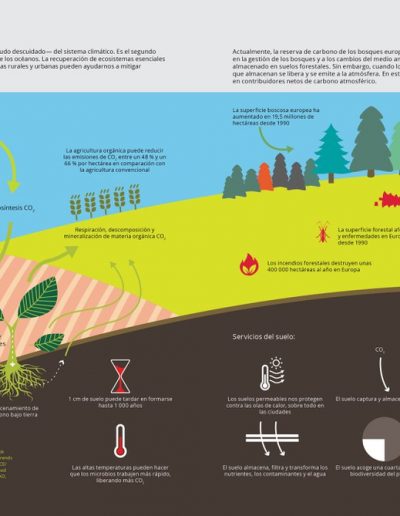 udo descuidado— del sistema climático. Es el segundo
e los océanos. La recuperación de ecosistemas esenciales
as rurales y urbanas pueden ayudarnos a mitigar
Actualmente, la reserva de carbono de los bosques europ
en la gestión de los bosques y a los cambios del medio am
almacenado en suelos forestales. Sin embargo, cuando lo
que almacenan se libera y se emite a la atmósfera. En est
en contribuidores netos de carbono atmosférico.
La superficie boscosa europea ha
aumentado en 19,5 millones de
hectáreas desde 1990
La agricultura orgánica puede reducir
las emisiones de CO₂ entre un 48 % y un
66 % por hectárea en comparación con
la agricultura convencional
osíntesis CO₂
Respiración, descomposición y
mineralización de materia orgánica CO₂
La superficie forestal afe
y enfermedades en Euro
desde 1990
Los incendios forestales destruyen unas
400 000 hectáreas al año en Europa
es
Servicios del suelo:
CO₂
cenamiento de
ono bajo tierra
1 cm de suelo puede tardar en formarse
hasta 1 000 años
Los suelos permeables nos protegen
contra las olas de calor, sobre todo en
las ciudades
El suelo captura y almace
Las altas temperaturas pueden hacer
que los microbios trabajen más rápido,
liberando más CO₂
El suelo almacena, filtra y transforma los
nutrientes, los contaminantes y el agua
El suelo acoge una cuarta
biodiversidad del p